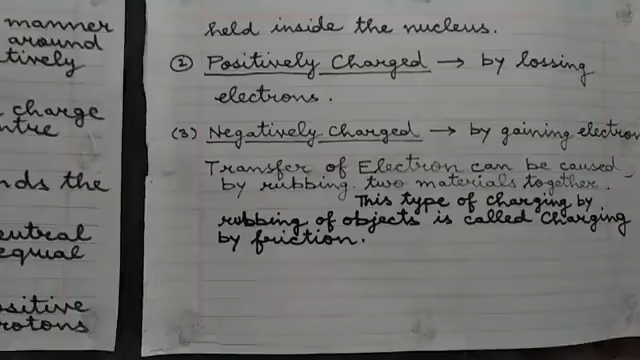 manner
around
tively
charge
ntre
nds the
eutral
equal
ositive
rotons
held inside the nucleus.
(2) Positively Charged → by lossing
electrons.
(3) Negatively Charged → by gaining electron
Transfer of Electron can be caused
by rubbing two materials together.
This type of charging by
rubbing of objects is called Charging
by friction.